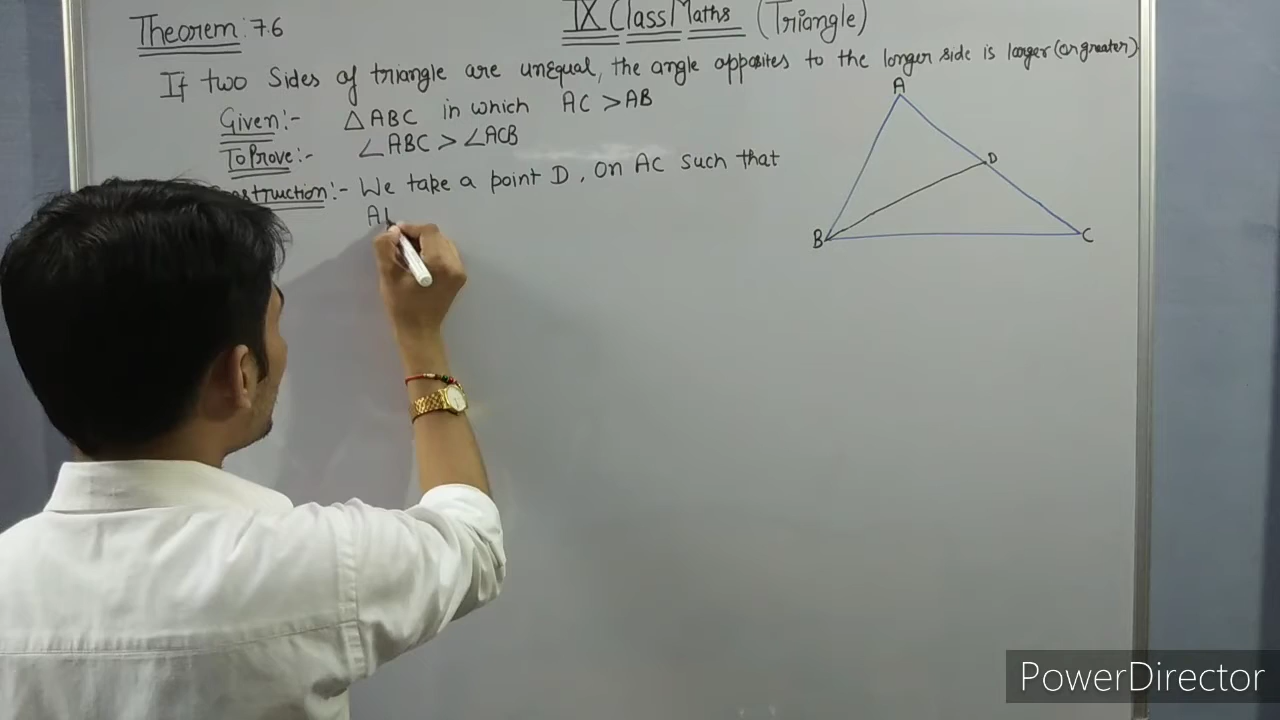 Theorem: 7.6
IX Class Maths (Triangle)
If two Sides of triangle are unequal, the angle opposites to the longer side is larger (or greater)
Given:- △ABC in which AC > AB
To Prove:- ∠ABC > ∠ACB
struction:- We take a point D, on AC such that
A
A
D
B
C
PowerDirector